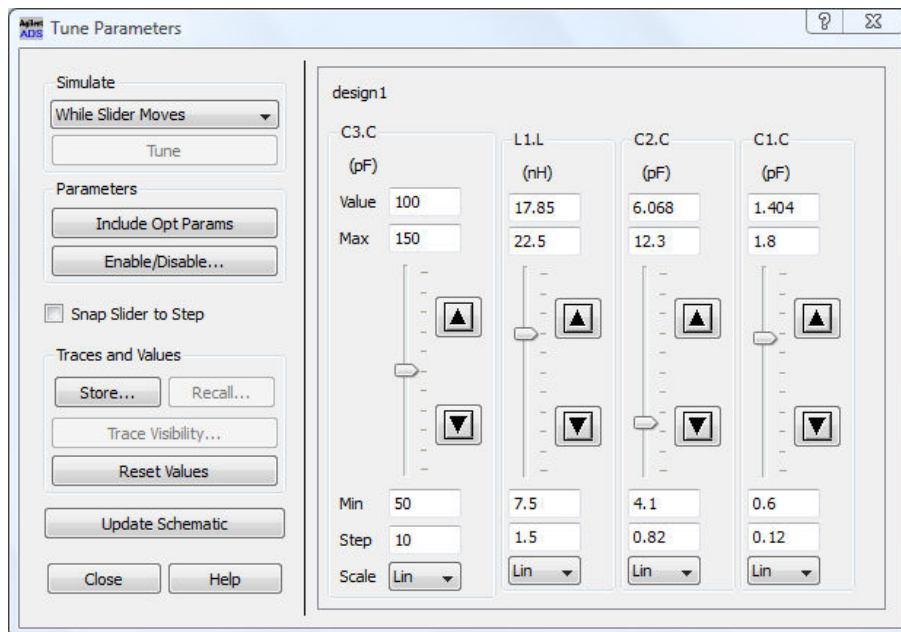 Agilent
ADS
Tune Parameters
?
Simulate
While Slider Moves
Tune
Parameters
Include Opt Params
Enable/Disable...
Snap Slider to Step
Traces and Values
Store... Recall...
Trace Visibility...
Reset Values
Update Schematic
Close Help
design1
C3.C L1.L C2.C C1.C
(pF) (nH) (pF) (pF)
Value 100 17.85 6.068 1.404
Max 150 22.5 12.3 1.8
Min 50 7.5 4.1 0.6
Step 10 1.5 0.82 0.12
Scale Lin Lin Lin Lin